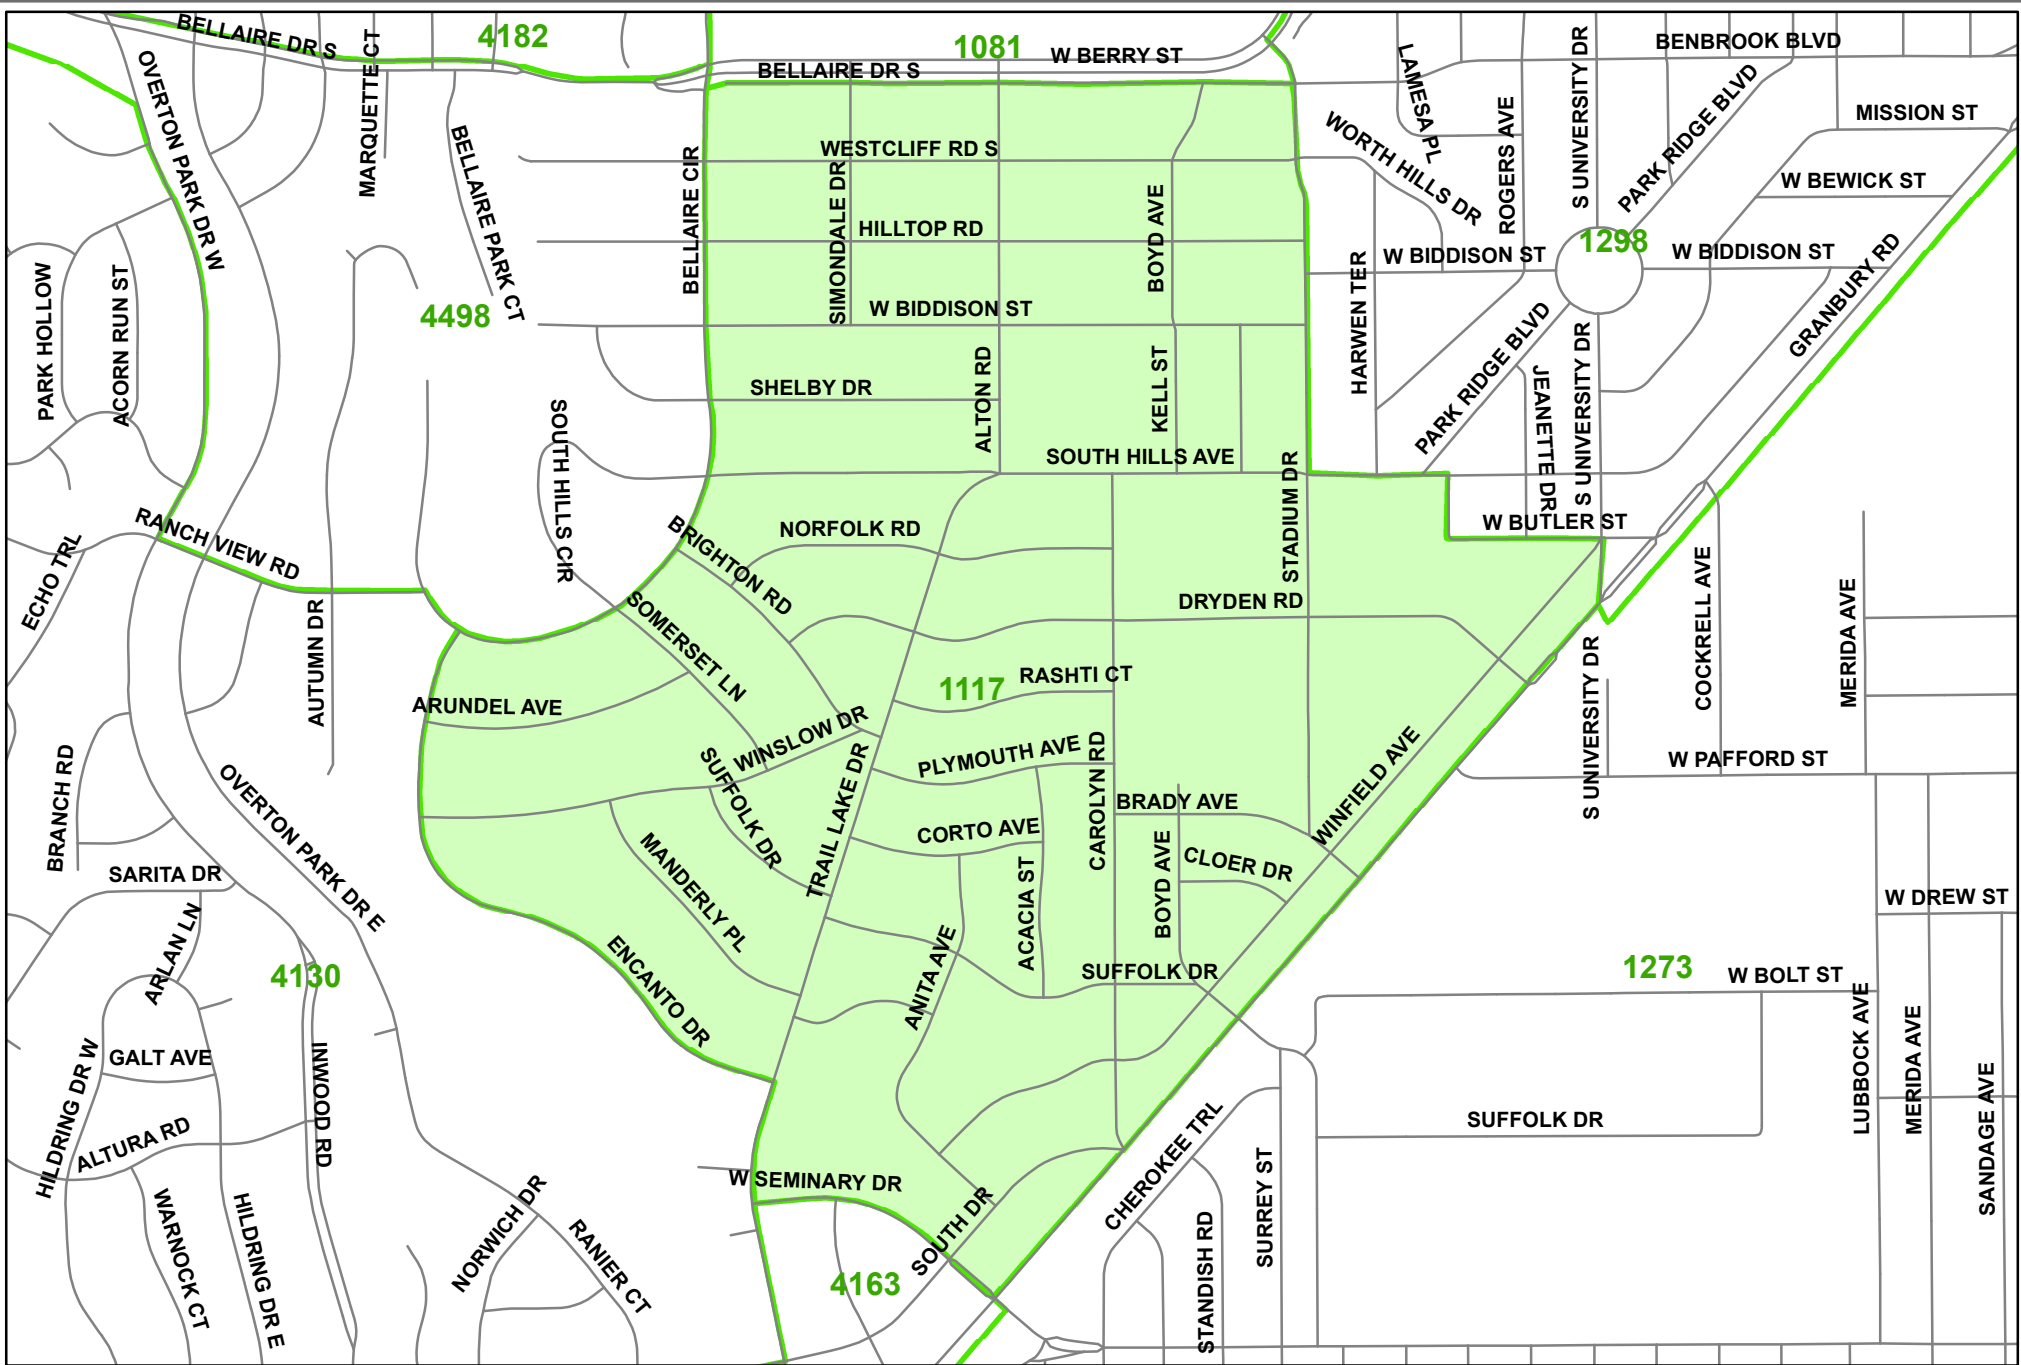 BELLAIRE DR S
4182
1081
W BERRY ST
BENBROOK BLVD
BELLAIRE DR S
MARQUETTE CT
OVERTON PARK DR W
LAMESA PL
S UNIVERSITY DR
PARK RIDGE BLVD
MISSION ST
ROGERS AVE
WORTH HILLS DR
BELLAIRE PARK CT
WESTCLIFF RD S
BELLAIRE CIR
SIMONDALE DR
BOYD AVE
W BEWICK ST
HILLTOP RD
1298
W BIDDISON ST
W BIDDISON ST
GRANBURY RD
HARWEN TER
PARK HOLLOW
ACORN RUN ST
4498
W BIDDISON ST
PARK RIDGE BLVD
S UNIVERSITY DR
JEANETTE DR
SHELBY DR
ALTON RD
KELL ST
SOUTH HILLS CIR
SOUTH HILLS AVE
STADIUM DR
W BUTLER ST
RANCH VIEW RD
ECHO TRL
BRIGHTON RD
NORFOLK RD
COCKRELL AVE
MERIDA AVE
DRYDEN RD
SOMERSET LN
AUTUMN DR
S UNIVERSITY DR
1117
RASHTI CT
ARUNDEL AVE
WINSLOW DR
SUFFOLK DR
PLYMOUTH AVE
CAROLYN RD
WINFIELD AVE
W PAFFORD ST
BRANCH RD
OVERTON PARK DR E
TRAIL LAKE DR
BRADY AVE
CORTO AVE
BOYD AVE
CLOER DR
MANDERLY PL
ACACIA ST
SARITA DR
ARLAN LN
W DREW ST
4130
ENCANTO DR
ANITA AVE
SUFFOLK DR
1273
W BOLT ST
LUBBOCK AVE
MERIDA AVE
SANDAGE AVE
HILDRING DR W
GALT AVE
INWOOD RD
ALTURA RD
SUFFOLK DR
CHEROKEE TRL
SURREY ST
W SEMINARY DR
SOUTH DR
WARNOCK CT
HILDRING DR E
NORWICH DR
RANIER CT
4163
STANDISH RD